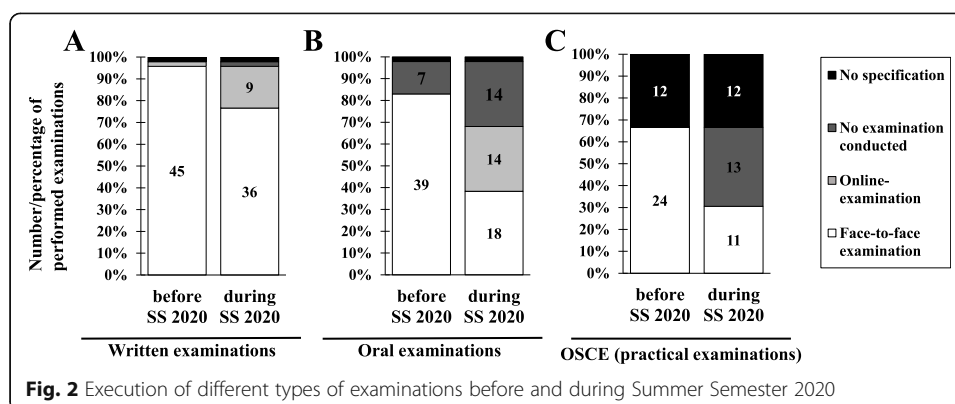 A
B
C
Number/percentage of
performed examinations
100%
90%
80%
70%
60%
50%
40%
30%
20%
10%
0%
45
9
36
before
SS 2020
during
SS 2020
Written examinations
100%
90%
80%
70%
60%
50%
40%
30%
20%
10%
0%
7
39
14
14
18
before
SS 2020
during
SS 2020
Oral examinations
100%
90%
80%
70%
60%
50%
40%
30%
20%
10%
0%
12
24
12
13
11
before
SS 2020
during
SS 2020
OSCE (practical examinations)
No specification
No examination
conducted
Online-
examination
Face-to-face
examination
Fig. 2 Execution of different types of examinations before and during Summer Semester 2020